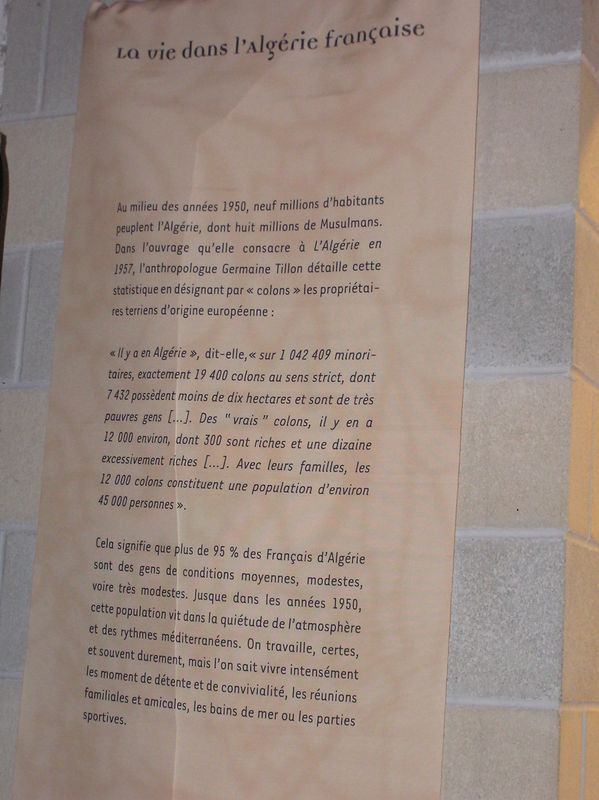 La vie dans l'Algérie française
Au milieu des années 1950, neuf millions d'habitants
peuplent l'Algérie, dont huit millions de Musulmans.
Dans l'ouvrage qu'elle consacre à L'Algérie en
1957, l'anthropologue Germaine Tillon détaille cette
statistique en désignant par « colons » les propriétai-
res terriens d'origine européenne :
« Il y a en Algérie », dit-elle, « sur 1 042 409 minori-
taires, exactement 19 400 colons au sens strict, dont
7 432 possèdent moins de dix hectares et sont de très
pauvres gens [...]. Des "vrais" colons, il y en a
12 000 environ, dont 300 sont riches et une dizaine
excessivement riches [...]. Avec leurs familles, les
12 000 colons constituent une population d'environ
45 000 personnes ».
Cela signifie que plus de 95 % des Français d'Algérie
sont des gens de conditions moyennes, modestes,
voire très modestes. Jusque dans les années 1950,
cette population vit dans la quiétude de l'atmosphère
et des rythmes méditerranéens. On travaille, certes,
et souvent durement, mais l'on sait vivre intensément
les moment de détente et de convivialité, les réunions
familiales et amicales, les bains de mer ou les parties
sportives.